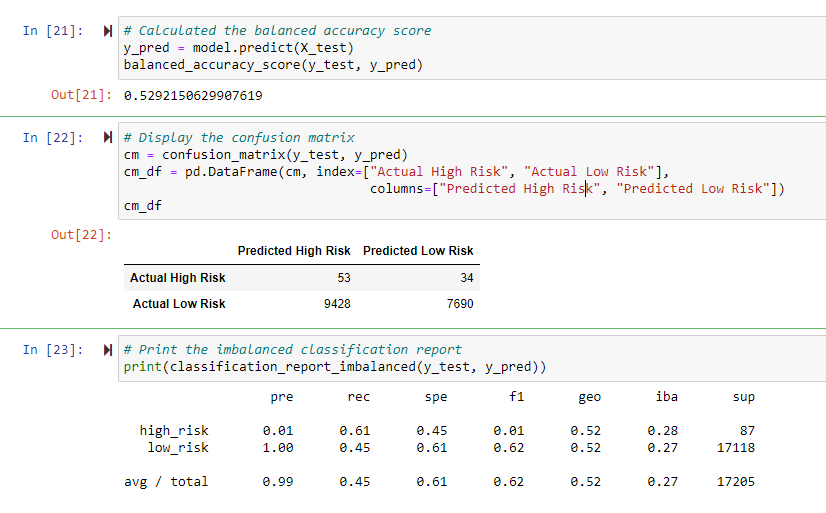 In [21]: # Calculated the balanced accuracy score
y_pred = model.predict(X_test)
balanced_accuracy_score(y_test, y_pred)
Out[21]: 0.5292150629907619
In [22]: # Display the confusion matrix
cm = confusion_matrix(y_test, y_pred)
cm_df = pd.DataFrame(cm, index=["Actual High Risk", "Actual Low Risk"],
columns=["Predicted High Risk", "Predicted Low Risk"])
cm_df
Out[22]:
Predicted High Risk Predicted Low Risk
Actual High Risk 53 34
Actual Low Risk 9428 7690
In [23]: # Print the imbalanced classification report
print(classification_report_imbalanced(y_test, y_pred))
pre rec spe f1 geo iba sup
high_risk 0.01 0.61 0.45 0.01 0.52 0.28 87
low_risk 1.00 0.45 0.61 0.62 0.52 0.27 17118
avg / total 0.99 0.45 0.61 0.62 0.52 0.27 17205